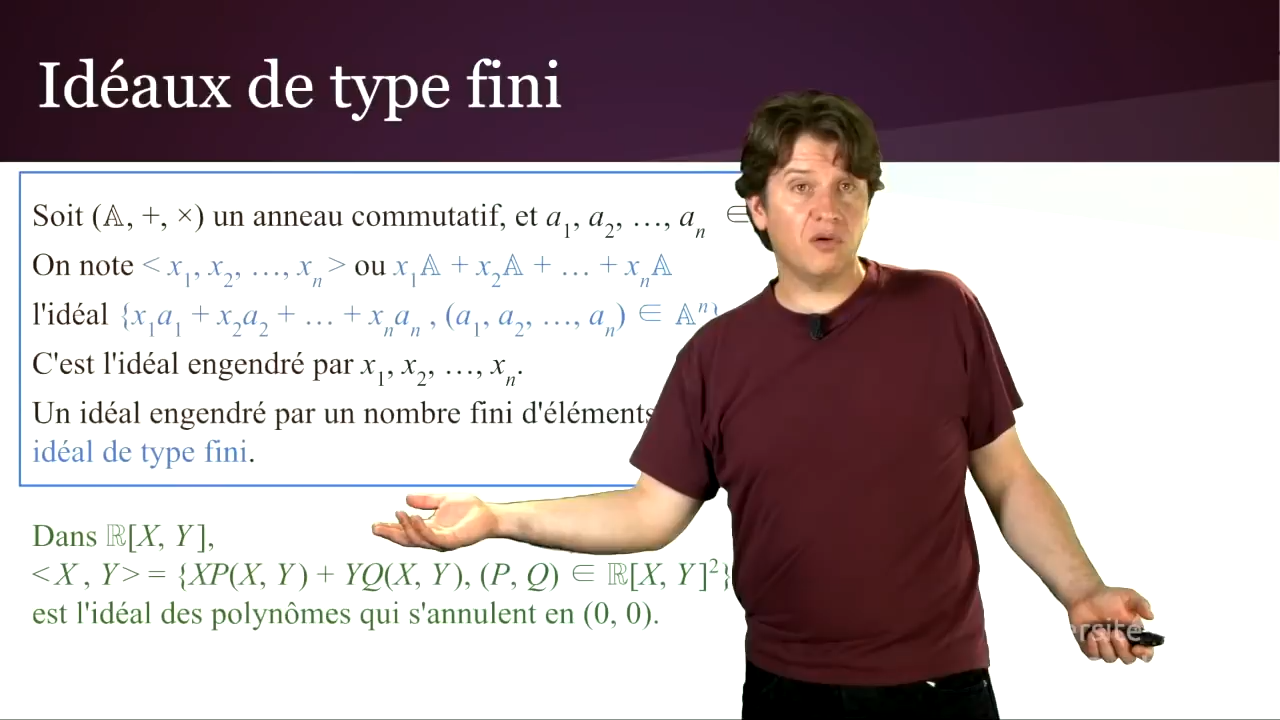 Idéaux de type fini
Soit (𝔸, +, ×) un anneau commutatif, et a₁, a₂, …, aₙ ∈
On note < x₁, x₂, …, xₙ > ou x₁𝔸 + x₂𝔸 + … + xₙ𝔸
l'idéal {x₁a₁ + x₂a₂ + … + xₙaₙ , (a₁, a₂, …, aₙ) ∈ 𝔸ⁿ}
C'est l'idéal engendré par x₁, x₂, …, xₙ.
Un idéal engendré par un nombre fini d'éléments
idéal de type fini.
Dans ℝ[X, Y],
<X , Y> = {XP(X, Y) + YQ(X, Y), (P, Q) ∈ ℝ[X, Y]²}
est l'idéal des polynômes qui s'annulent en (0, 0).